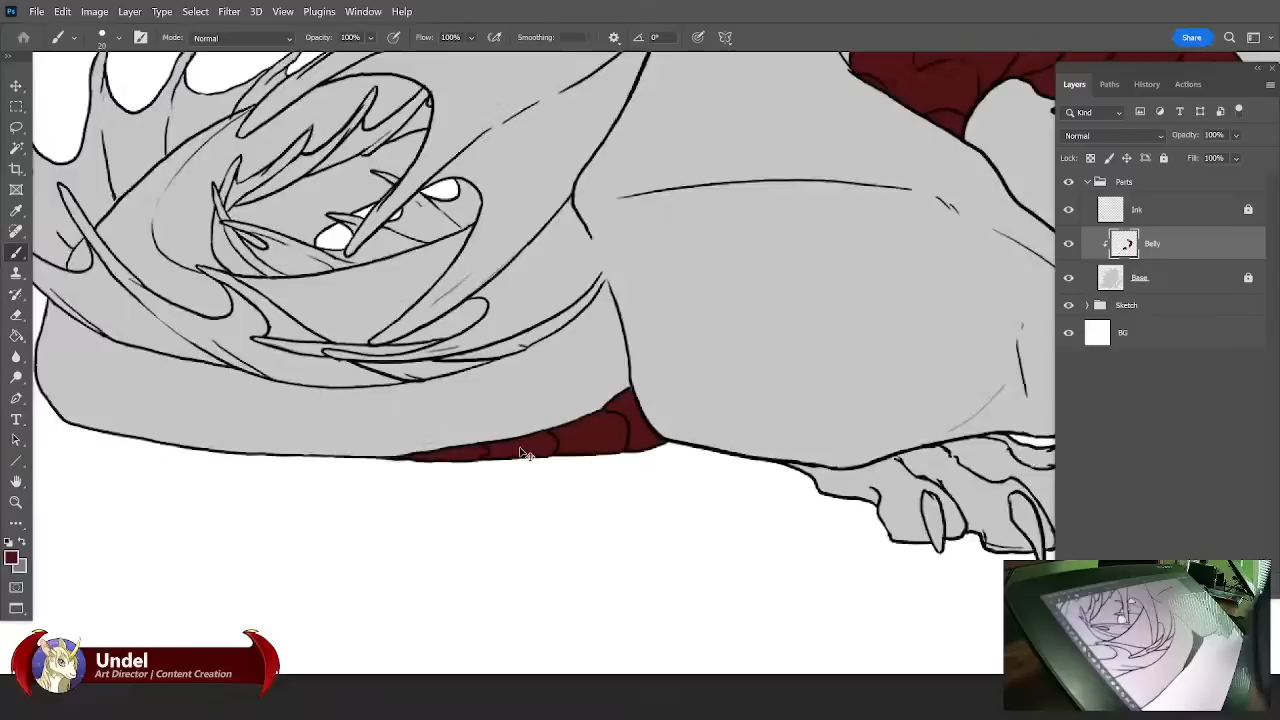 Ps File Edit Image Layer Type Select Filter 3D View Plugins Window Help
20 Mode: Normal Opacity: 100% Flow: 100% Smoothing: 0° Share
Layers Paths History Actions
Kind
Normal Opacity: 100%
Lock: Fill: 100%
Parts
Ink
Belly
Base
Sketch
BG
Undel
Art Director | Content Creation